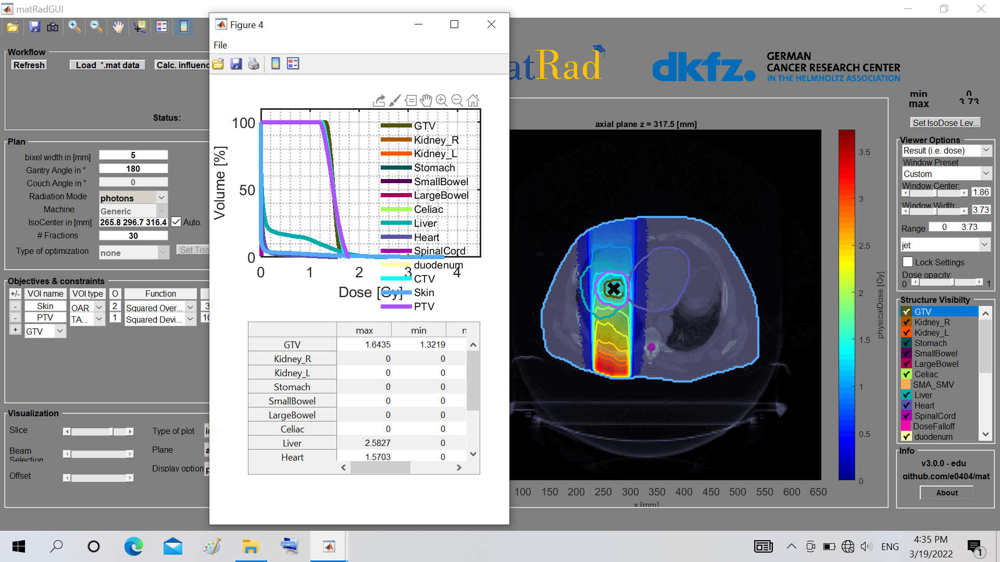 matRadGUI
Workflow
Refresh
Load *.mat data
Calc. influenc
Status:
Plan
bixel width in [mm]
5
Gantry Angle in °
180
Couch Angle in °
0
Radiation Mode
photons
Machine
Generic
IsoCenter in [mm]
265.8 296.7 316.4
Auto.
# Fractions
30
Type of optimization
none
Set Tiss
Objectives & constraints
+/-
VOI name
VOI type
O
Function
-
Skin
OAR
2
Squared Over...
3
-
PTV
TA...
1
Squared Devi...
10
+
GTV
Visualization
Slice
Type of plot
Beam
Selection
Plane
a
Offset
Display option
p
Figure 4
File
100
50
0
Volume [%]
0
1
2
3
4
Dose [Gy]
GTV
Kidney_R
Kidney_L
Stomach
SmallBowel
LargeBowel
Celiac
Liver
Heart
SpinalCord
duodenum
CTV
Skin
PTV
max
min
GTV
1.6435
1.3219
Kidney_R
0
0
Kidney_L
0
0
Stomach
0
0
SmallBowel
0
0
LargeBowel
0
0
Celiac
0
0
Liver
2.5827
0
Heart
1.5703
0
atRad
dkfz.
GERMAN
CANCER RESEARCH CENTER
IN THE HELMHOLTZ ASSOCIATION
axial plane z = 317.5 [mm]
100
150
200
250
300
350
400
450
500
550
600
650
x [mm]
3.5
3
2.5
2
1.5
1
0.5
0
physicalDose [Gy]
min
0
max
3.73
Set IsoDose Lev...
Viewer Options
Result (i.e. dose)
Window Preset
Custom
Window Center:
1.86
Window Width:
3.73
Range
0
3.73
jet
Lock Settings
Dose opacity:
0
1
Structure Visibilty
GTV
Kidney_R
Kidney_L
Stomach
SmallBowel
LargeBowel
Celiac
SMA_SMV
Liver
Heart
SpinalCord
DoseFalloff
duodenum
Info
v3.0.0 - edu
github.com/e0404/mat
About
ENG
4:35 PM
3/19/2022
1